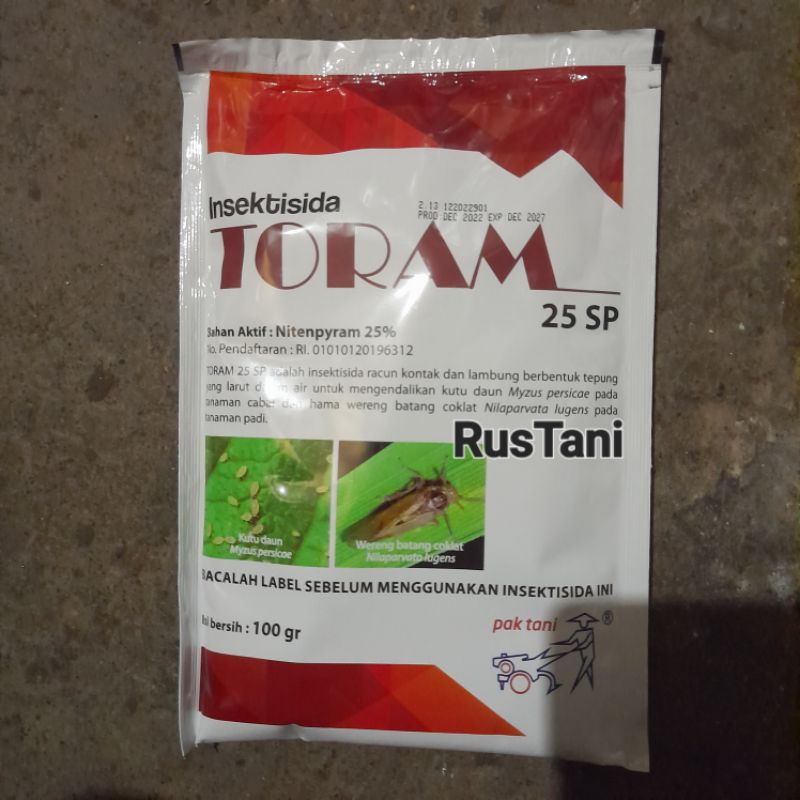 Insektisida
2.13 122022901
PROD DEC 2022 EXP DEC 2027
TORAM
25 SP
Bahan Aktif : Nitenpyram 25%
No. Pendaftaran : RI. 01010120196312
TORAM 25 SP adalah insektisida racun kontak dan lambung berbentuk tepung
yang larut dalam air untuk mengendalikan kutu daun Myzus persicae pada
tanaman cabai dan hama wereng batang coklat Nilaparvata lugens pada
tanaman padi.
RusTani
Kutu daun
Myzus persicae
Wereng batang coklat
Nilaparvata lugens
BACALAH LABEL SEBELUM MENGGUNAKAN INSEKTISIDA INI
Isi bersih : 100 gr
pak tani ®